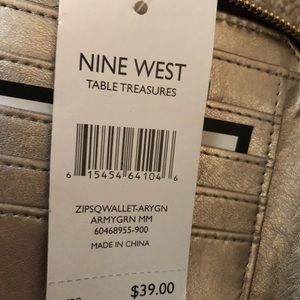 NINE WEST
TABLE TREASURES
6 15454 64104 6
ZIPSQWALLET-ARYGN
ARMYGRN MM
60468955-900
MADE IN CHINA
$39.00